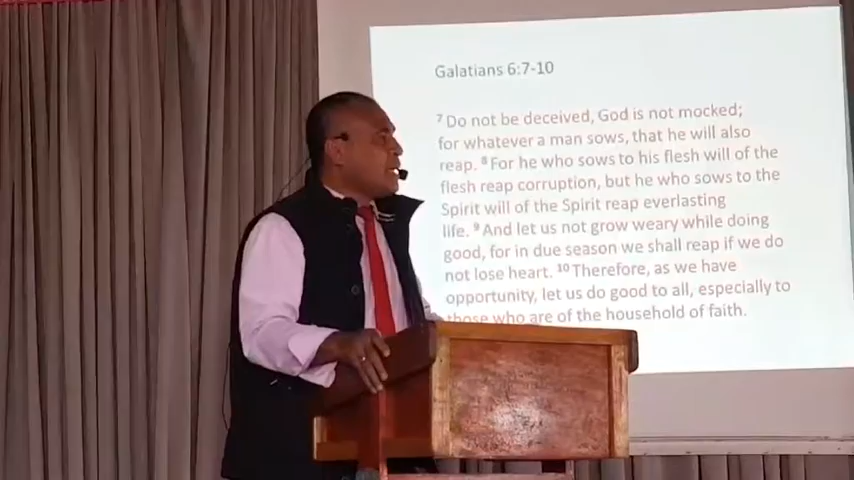 Galatians 6:7-10
7 Do not be deceived, God is not mocked;
for whatever a man sows, that he will also
reap. 8 For he who sows to his flesh will of the
flesh reap corruption, but he who sows to the
Spirit will of the Spirit reap everlasting
life. 9 And let us not grow weary while doing
good, for in due season we shall reap if we do
not lose heart. 10 Therefore, as we have
opportunity, let us do good to all, especially to
those who are of the household of faith.